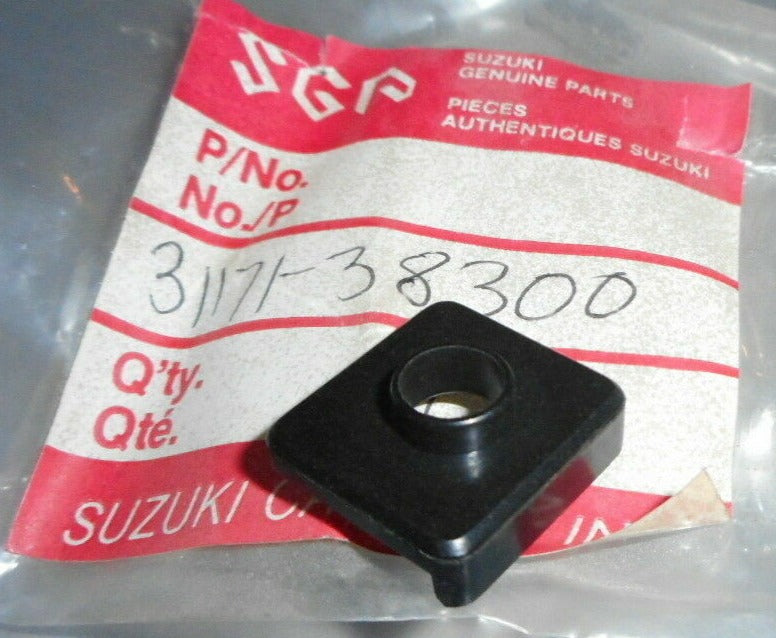 SGP
SUZUKI
GENUINE PARTS
PIECES
AUTHENTIQUES SUZUKI
P/No.
No./P
31171-38300
Q'ty.
Qté.
SUZUKI